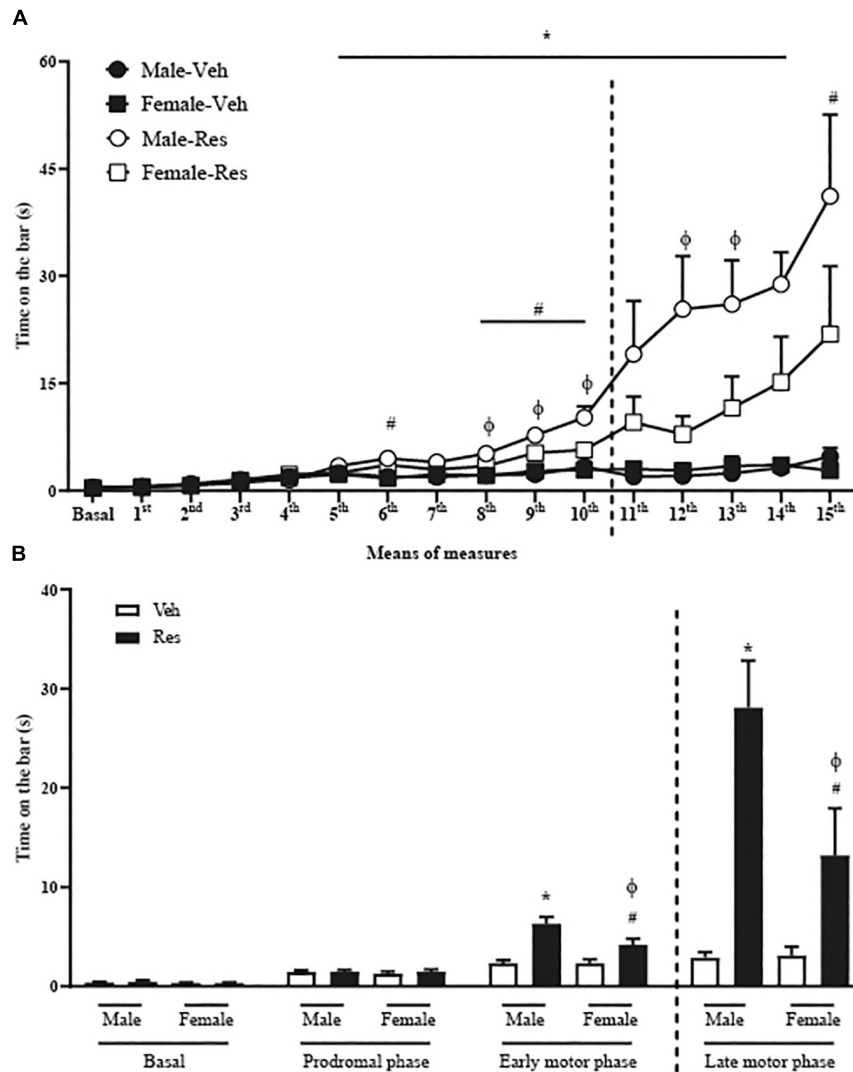 A
*
60
Male-Veh
Female-Veh
Male-Res
Female-Res
#
45
Time on the bar (s)
ϕ ϕ
30
#
ϕ
15
# ϕ ϕ
0
Basal 1st 2nd 3rd 4th 5th 6th 7th 8th 9th 10th 11th 12th 13th 14th 15th
Means of measures
B
40
Veh
Res
*
30
Time on the bar (s)
ϕ
20
#
10
* ϕ
#
0
Male Female Male Female Male Female Male Female
Basal Prodromal phase Early motor phase Late motor phase